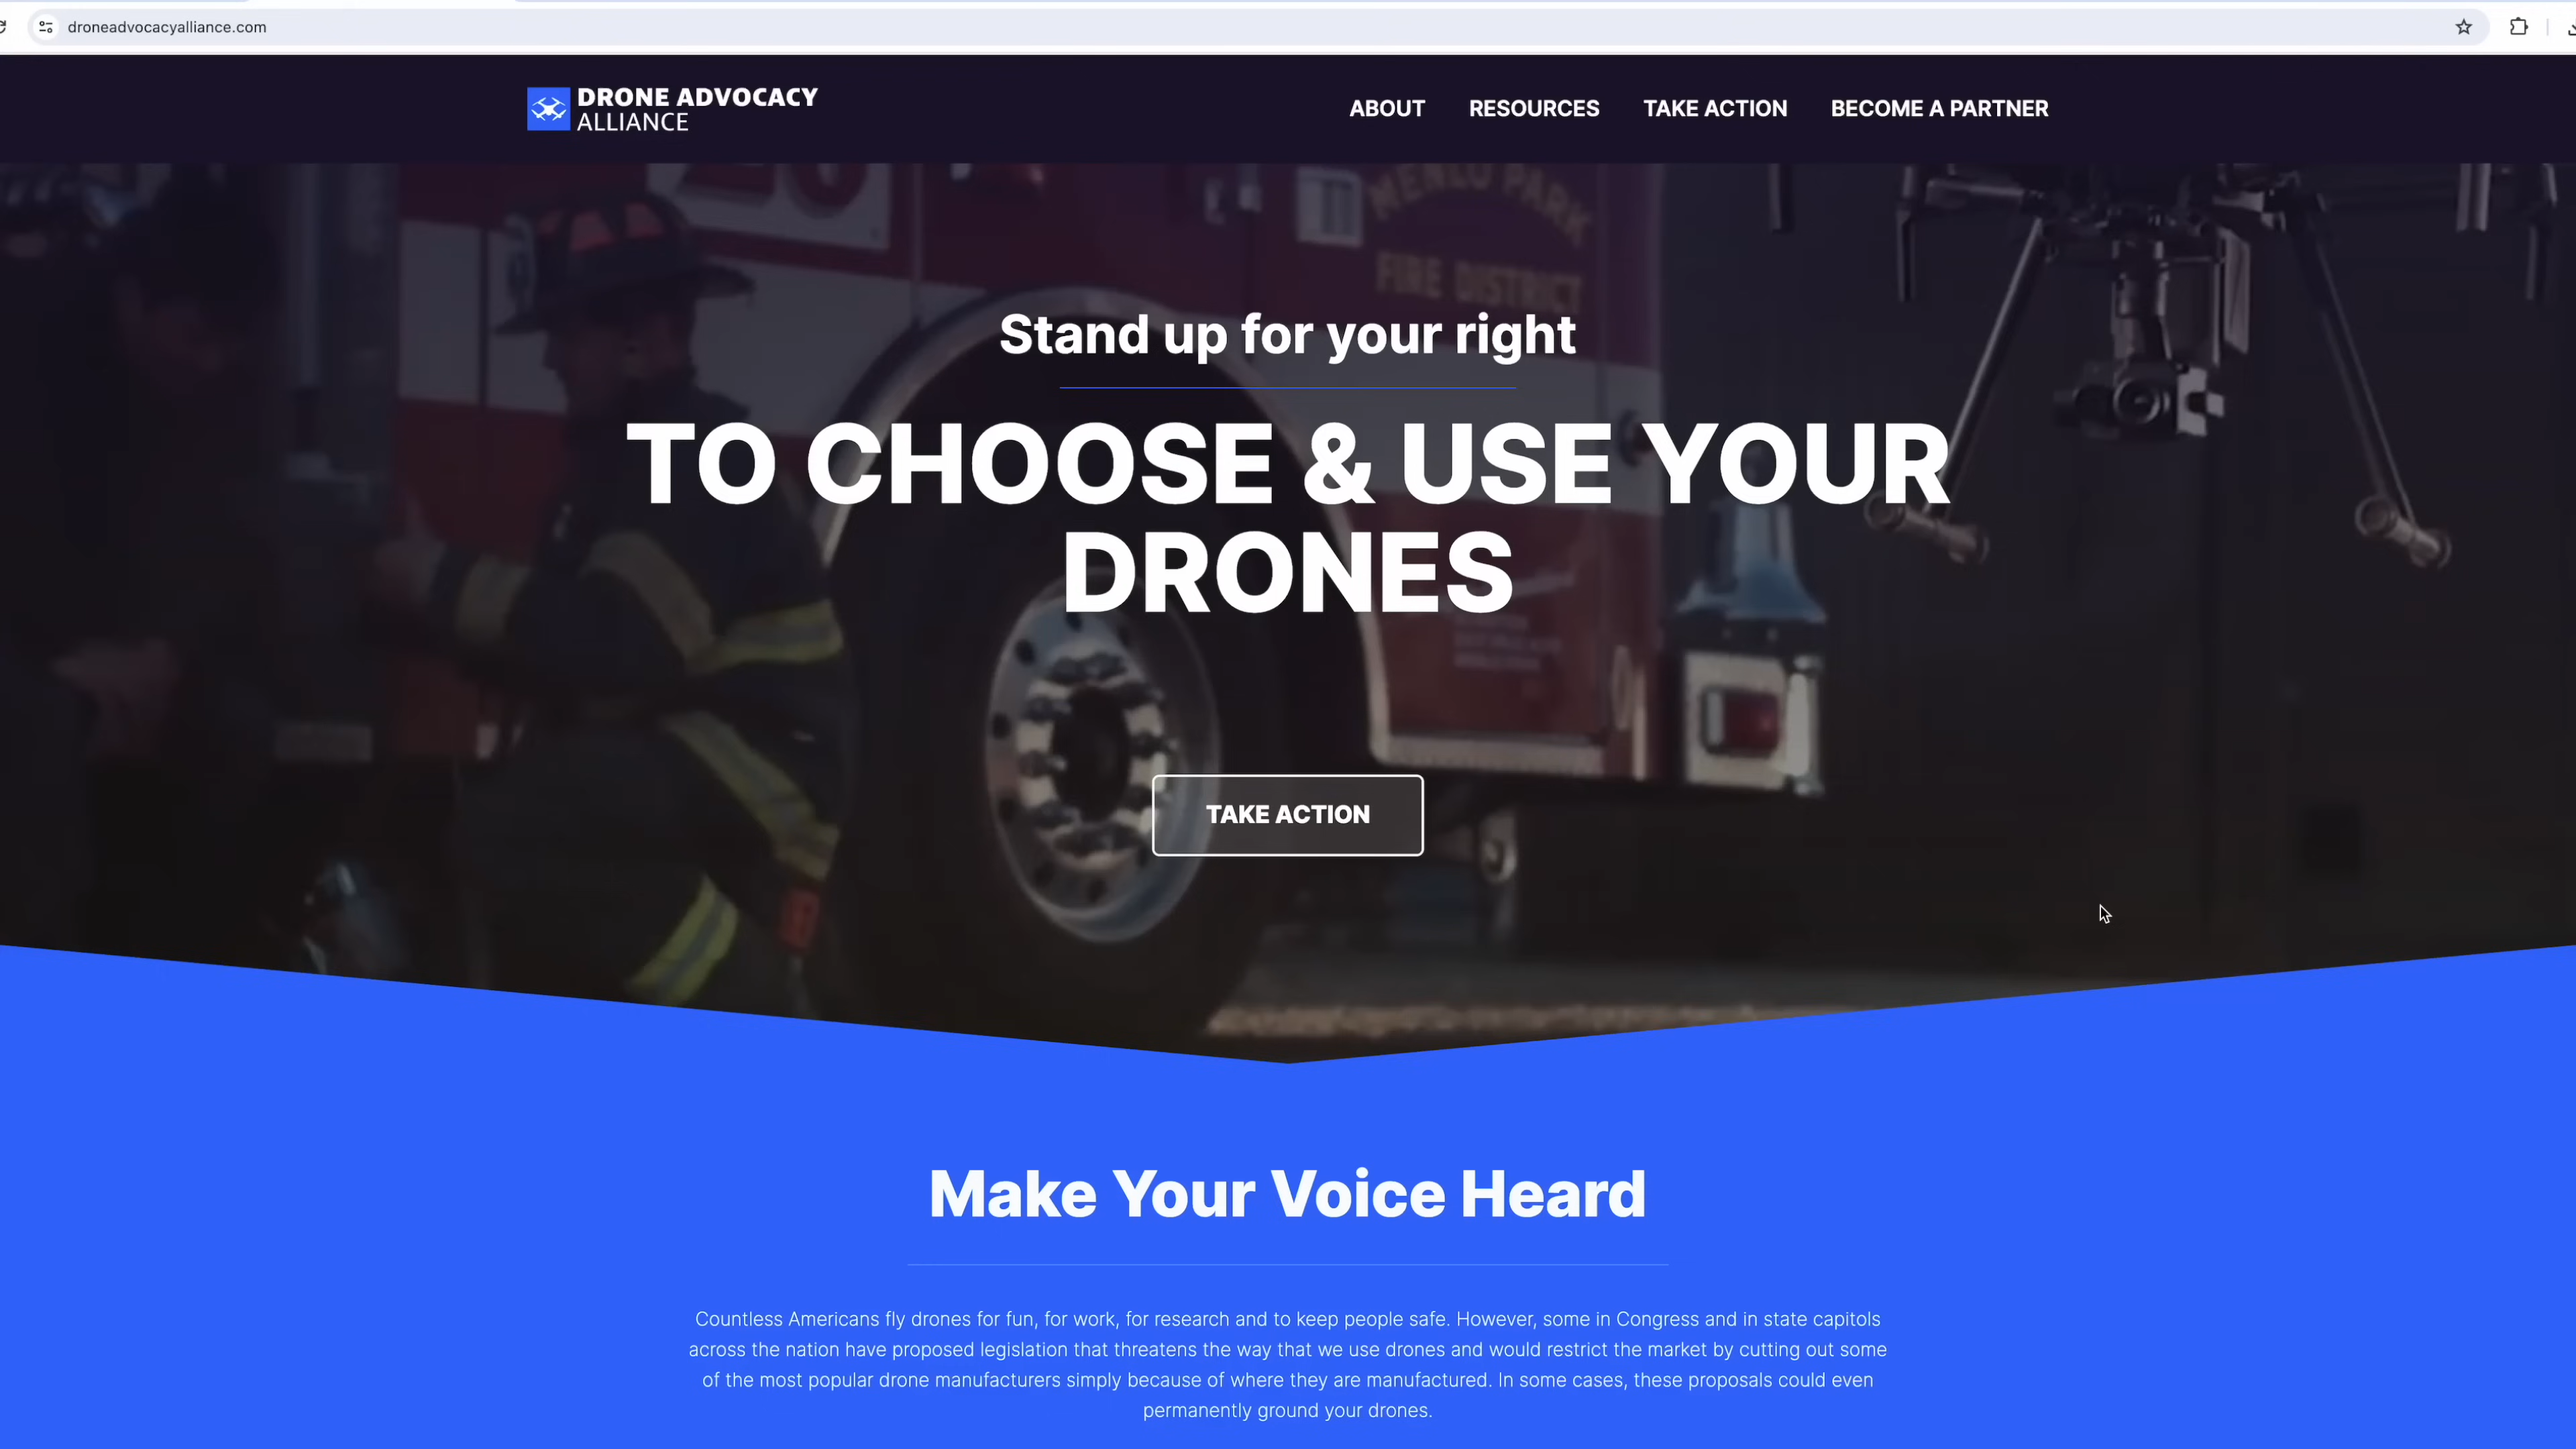 droneadvocacyalliance.com
DRONE ADVOCACY
ALLIANCE
ABOUT RESOURCES TAKE ACTION BECOME A PARTNER
MENLO PARK
FIRE DISTRICT
Stand up for your right
TO CHOOSE & USE YOUR
DRONES
TAKE ACTION
Make Your Voice Heard
Countless Americans fly drones for fun, for work, for research and to keep people safe. However, some in Congress and in state capitols
across the nation have proposed legislation that threatens the way that we use drones and would restrict the market by cutting out some
of the most popular drone manufacturers simply because of where they are manufactured. In some cases, these proposals could even
permanently ground your drones.